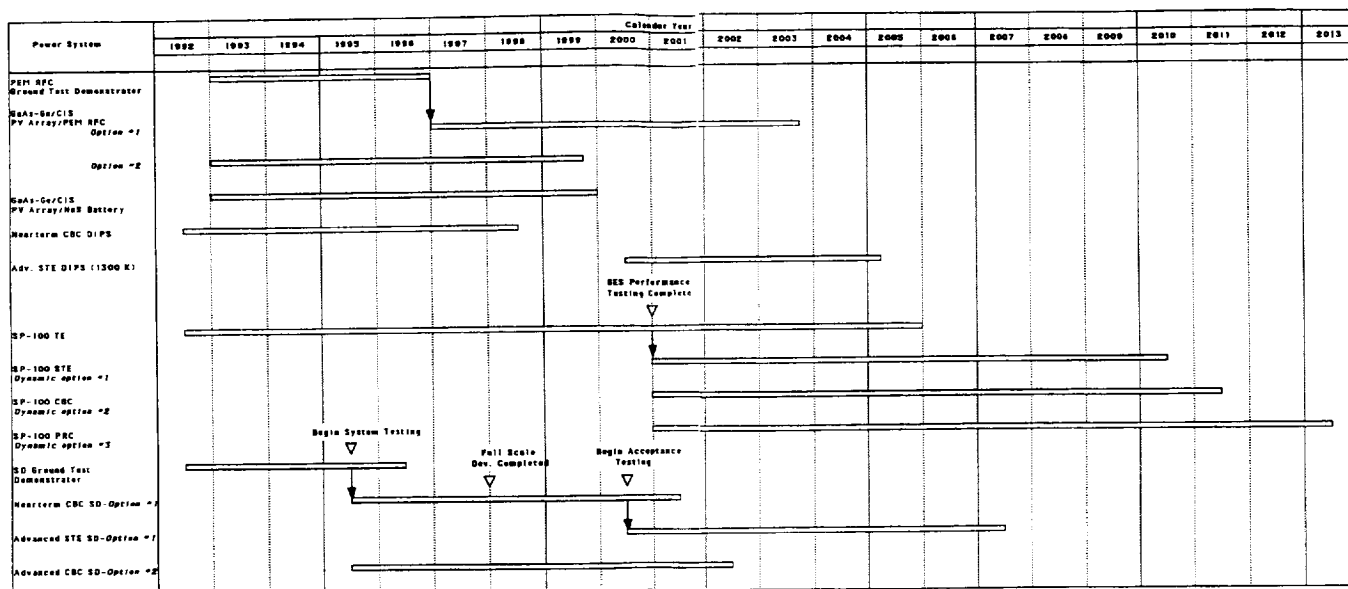 Calendar Year
Power System
1992 1993 1994 1995 1996 1997 1998 1999 2000 2001 2002 2003 2004 2005 2006 2007 2008 2009 2010 2011 2012 2013
PEM RFC
Ground Test Demonstrator
GaAs-Ge/CIS
PV Array/PEM RFC
Option #1
Option #2
GaAs-Ge/CIS
PV Array/NaS Battery
Nearterm CBC DIPS
Adv. STE DIPS (1300 K)
SES Performance
Testing Complete
SP-100 TE
SP-100 STE
Dynamic option #1
SP-100 CBC
Dynamic option #2
SP-100 PRC
Dynamic option #3
Begin System Testing
SD Ground Test
Demonstrator
Full Scale
Dev. Completed
Begin Acceptance
Testing
Nearterm CBC SD-Option #1
Advanced STE SD-Option #1
Advanced CBC SD-Option #2